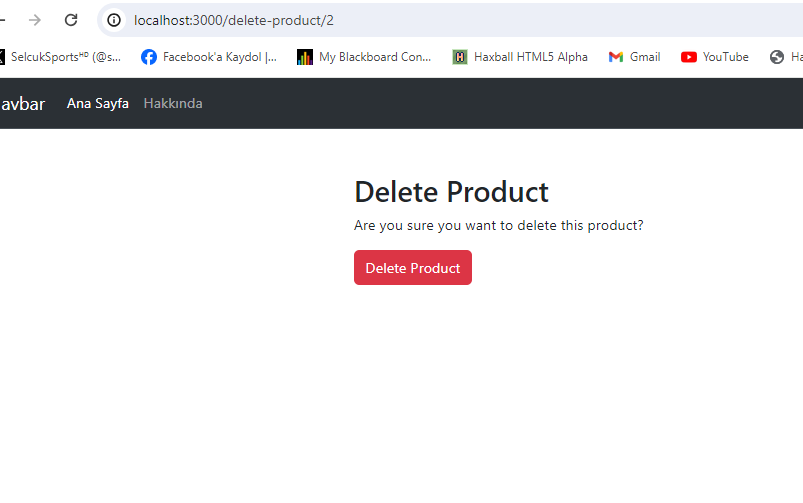 localhost:3000/delete-product/2
SelcukSportsᴴᴰ (@s... Facebook'a Kaydol |... My Blackboard Con... Haxball HTML5 Alpha Gmail YouTube Ha
avbar Ana Sayfa Hakkında
Delete Product
Are you sure you want to delete this product?
Delete Product